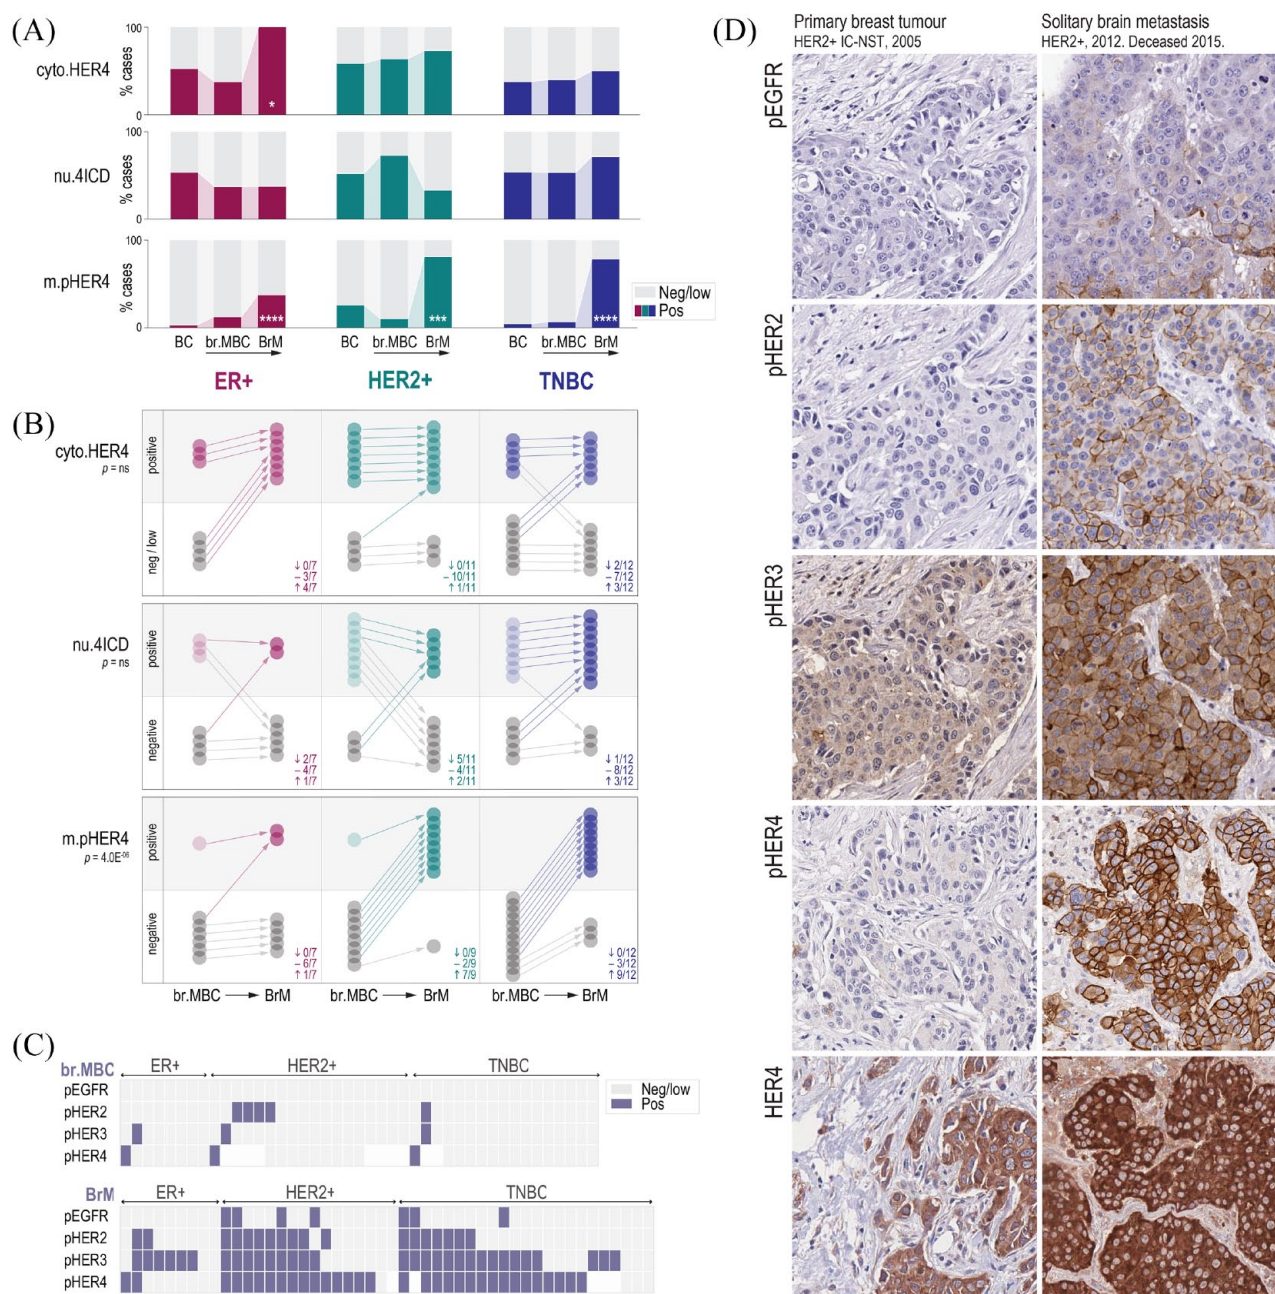 (A)
100
% cases
0
cyto.HER4
*
100
% cases
0
nu.4ICD
100
% cases
0
m.pHER4
****
***
****
Neg/low
Pos
BC br.MBC BrM
BC br.MBC BrM
BC br.MBC BrM
ER+
HER2+
TNBC
(B)
cyto.HER4
p = ns
positive
neg / low
↓ 0/7
– 3/7
↑ 4/7
↓ 0/11
– 10/11
↑ 1/11
↓ 2/12
– 7/12
↑ 3/12
nu.4ICD
p = ns
positive
negative
↓ 2/7
– 4/7
↑ 1/7
↓ 5/11
– 4/11
↑ 2/11
↓ 1/12
– 8/12
↑ 3/12
m.pHER4
p = 4.0E⁻⁰⁶
positive
negative
↓ 0/7
– 6/7
↑ 1/7
↓ 0/9
– 2/9
↑ 7/9
↓ 0/12
– 3/12
↑ 9/12
br.MBC → BrM
br.MBC → BrM
br.MBC → BrM
(C)
br.MBC
ER+
HER2+
TNBC
pEGFR
pHER2
pHER3
pHER4
Neg/low
Pos
BrM
ER+
HER2+
TNBC
pEGFR
pHER2
pHER3
pHER4
(D)
Primary breast tumour
HER2+ IC-NST, 2005
Solitary brain metastasis
HER2+, 2012. Deceased 2015.
pEGFR
pHER2
pHER3
pHER4
HER4